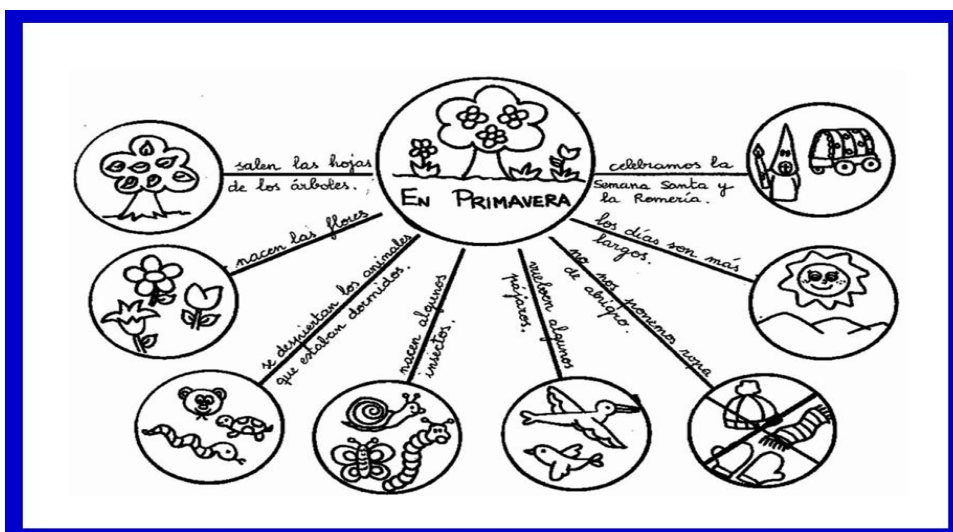 EN PRIMAVERA
salen las hojas
de los árboles.
nacen las flores
se despiertan los animales
que estaban dormidos.
nacen algunos
insectos.
vuelven algunos
pájaros.
no nos ponemos ropa
de abrigo.
los días son más
largos.
celebramos la
Semana Santa y
la Romería.